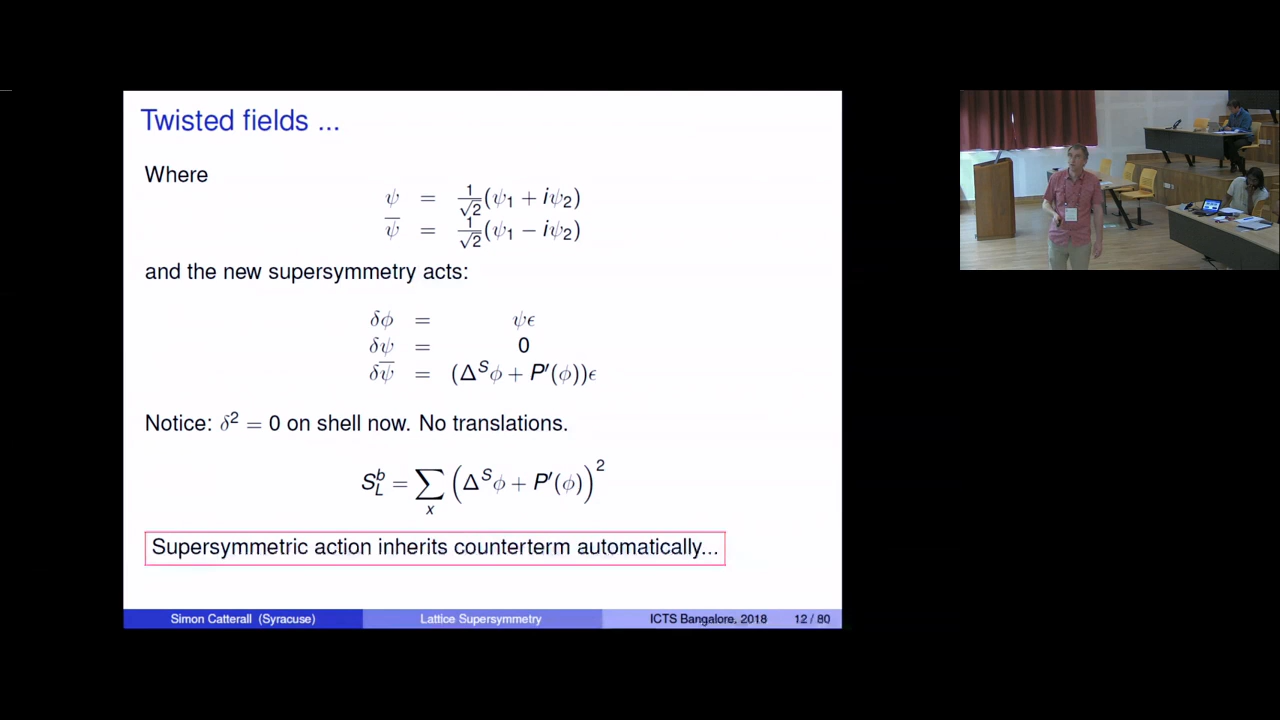 Twisted fields ...
Where
ψ = 1/√2 (ψ₁ + iψ₂)
ψ̅ = 1/√2 (ψ₁ − iψ₂)
and the new supersymmetry acts:
δϕ = ψϵ
δψ = 0
δψ̅ = (Δ^S ϕ + P′(ϕ))ϵ
Notice: δ² = 0 on shell now. No translations.
S_L^b = ∑_x (Δ^S ϕ + P′(ϕ))²
Supersymmetric action inherits counterterm automatically...
Simon Catterall (Syracuse) Lattice Supersymmetry ICTS Bangalore, 2018 12 / 80